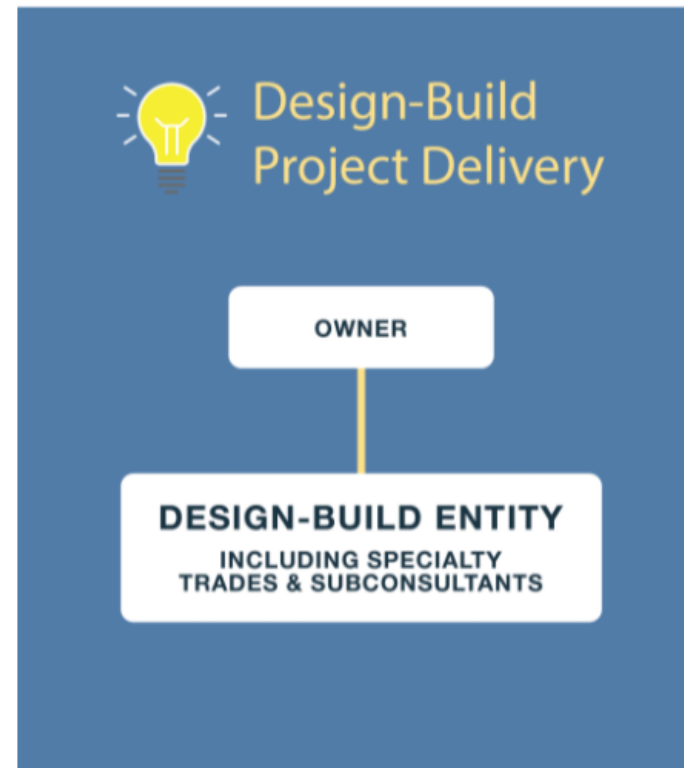 Design-Build
Project Delivery
OWNER
DESIGN-BUILD ENTITY
INCLUDING SPECIALTY
TRADES & SUBCONSULTANTS